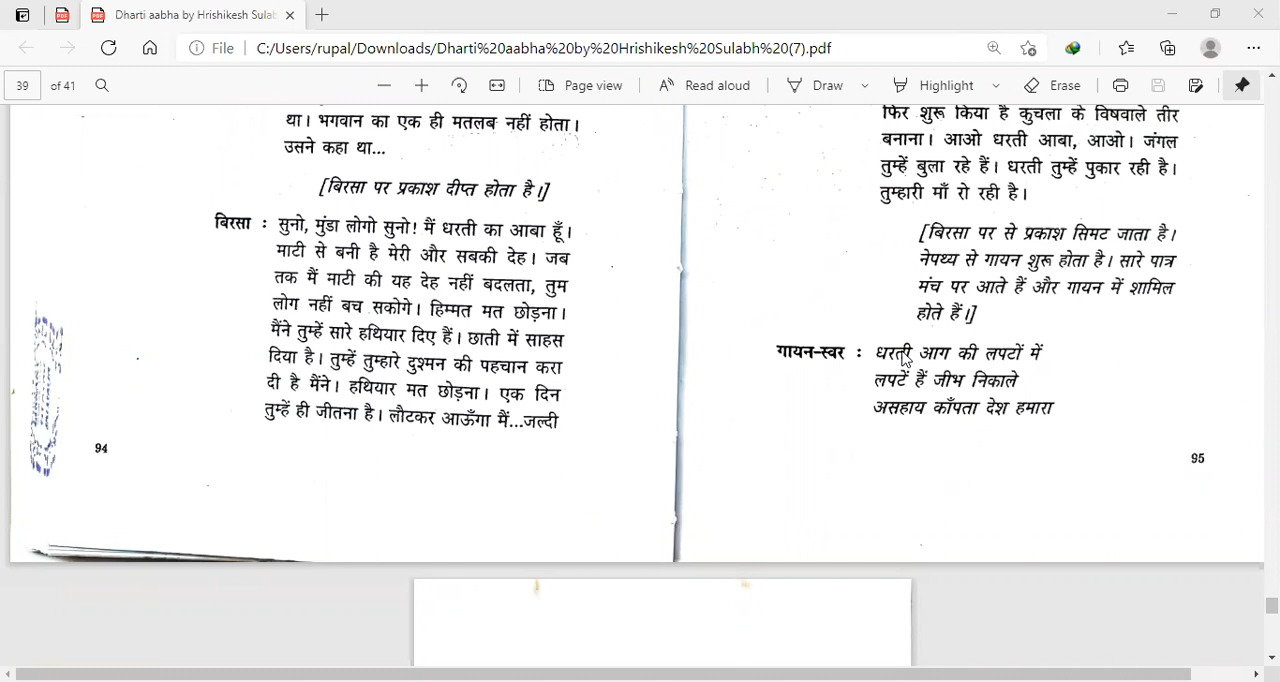 Dharti aabha by Hrishikesh Sulab
File
C:/Users/rupal/Downloads/Dharti%20aabha%20by%20Hrishikesh%20Sulabh%20(7).pdf
39 of 41
Page view
Read aloud
Draw
Highlight
Erase
था। भगवान का एक ही मतलब नहीं होता।
उसने कहा था...
[बिरसा पर प्रकाश दीप्त होता है।]
बिरसा : सुनो, मुंडा लोगो सुनो! मैं धरती का आबा हूँ।
माटी से बनी है मेरी और सबकी देह। जब
तक मैं माटी की यह देह नहीं बदलता, तुम
लोग नहीं बच सकोगे। हिम्मत मत छोड़ना।
मैंने तुम्हें सारे हथियार दिए हैं। छाती में साहस
दिया है। तुम्हें तुम्हारे दुश्मन की पहचान करा
दी है मैंने। हथियार मत छोड़ना। एक दिन
तुम्हें ही जीतना है। लौटकर आऊँगा मैं...जल्दी
94
फिर शुरू किया है कुचला के विषवाले तीर
बनाना। आओ धरती आबा, आओ। जंगल
तुम्हें बुला रहे हैं। धरती तुम्हें पुकार रही है।
तुम्हारी माँ रो रही है।
[बिरसा पर से प्रकाश सिमट जाता है।
नेपथ्य से गायन शुरू होता है। सारे पात्र
मंच पर आते हैं और गायन में शामिल
होते हैं।]
गायन-स्वर : धरती आग की लपटों में
लपटें हैं जीभ निकाले
असहाय काँपता देश हमारा
95